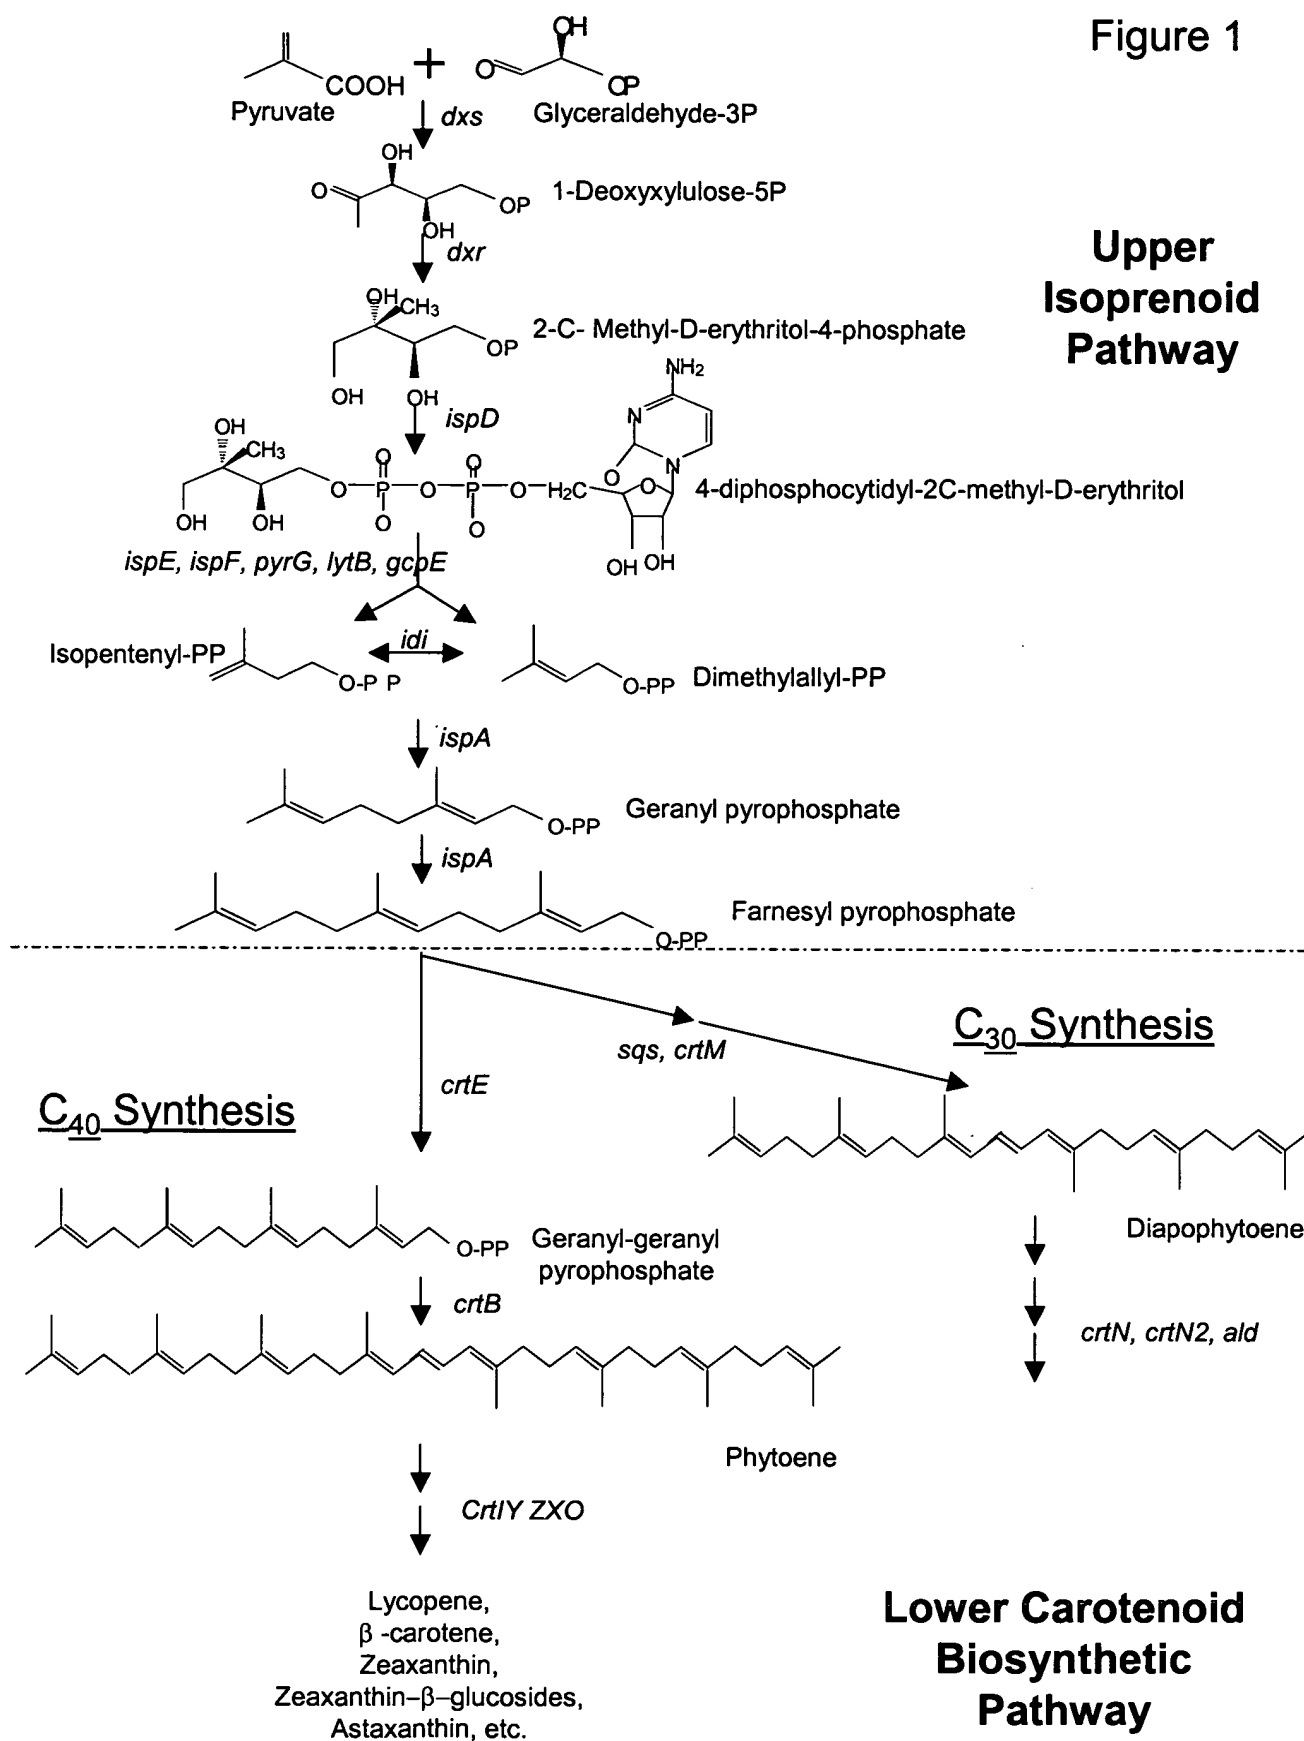 Figure 1
OH
+
O
COOH
OP
Pyruvate
Glyceraldehyde-3P
dxs
OH
O
1-Deoxyxylulose-5P
OP
OH
dxr
Upper
Isoprenoid
Pathway
OH
CH3
2-C- Methyl-D-erythritol-4-phosphate
OP
NH2
OH
OH
ispD
N
OH
CH3
O
O
N
O
O
P
O
P
O
H2C
O
4-diphosphocytidyl-2C-methyl-D-erythritol
OH
OH
O
O
OH
OH
ispE, ispF, pyrG, lytB, gcpE
idi
Isopentenyl-PP
O-P P
O-PP
Dimethylallyl-PP
ispA
Geranyl pyrophosphate
O-PP
ispA
Farnesyl pyrophosphate
O-PP
C30 Synthesis
sqs, crtM
crtE
C40 Synthesis
Diapophytoene
O-PP
Geranyl-geranyl
pyrophosphate
crtB
crtN, crtN2, ald
Phytoene
CrtIY ZXO
Lycopene,
β -carotene,
Zeaxanthin,
Zeaxanthin–β–glucosides,
Astaxanthin, etc.
Lower Carotenoid
Biosynthetic
Pathway